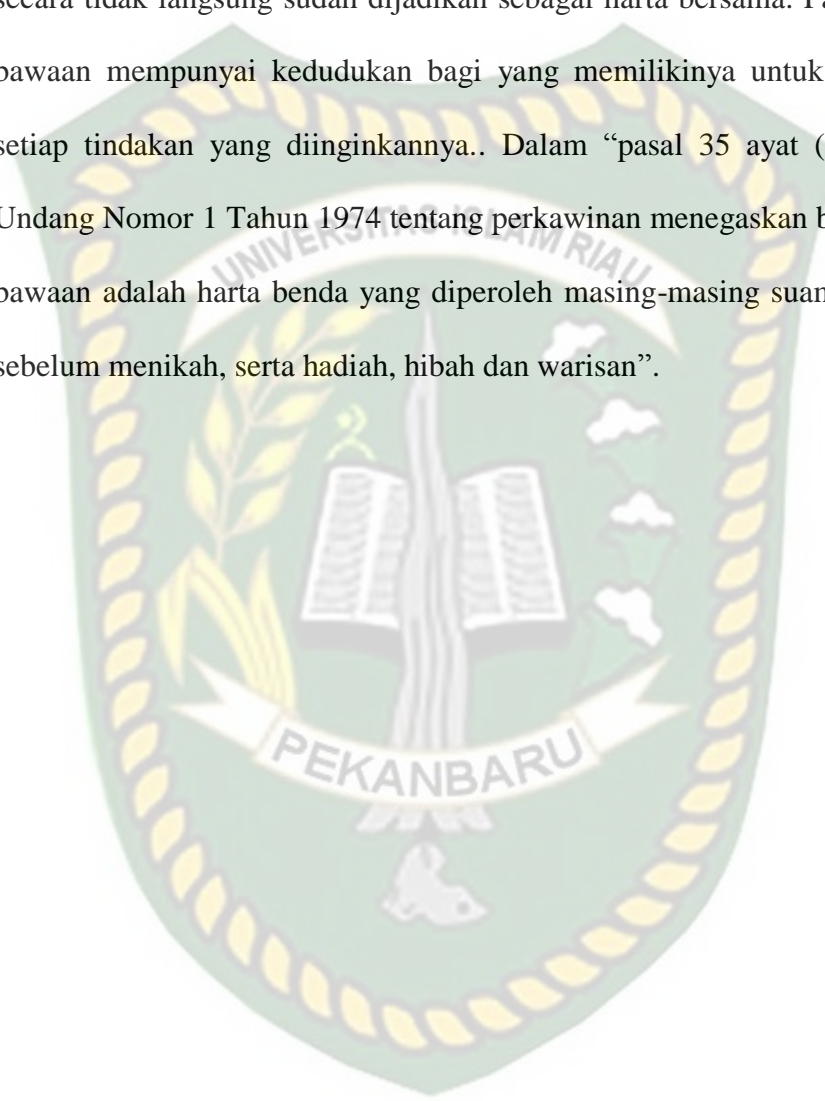 secara tidak langsung sudah dijadikan sebagai harta bersama.
bawaan mempunyai kedudukan bagi yang memilikinya untuk
setiap tindakan yang diinginkannya.. Dalam “pasal 35 ayat (
Undang Nomor 1 Tahun 1974 tentang perkawinan menegaskan
bawaan adalah harta benda yang diperoleh masing-masing
sebelum menikah, serta hadiah, hibah dan warisan”.
UNIVERSITAS ISLAM RIAU
PEKANBARU